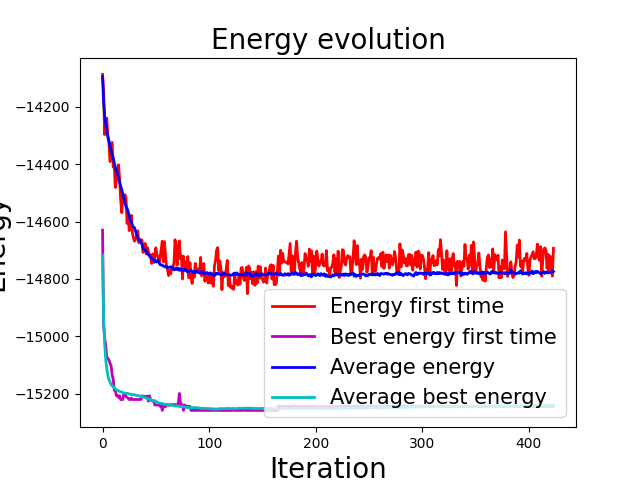 Energy evolution
Energy
−14200
−14400
−14600
−14800
−15000
−15200
0
100
200
300
400
Iteration
Energy first time
Best energy first time
Average energy
Average best energy